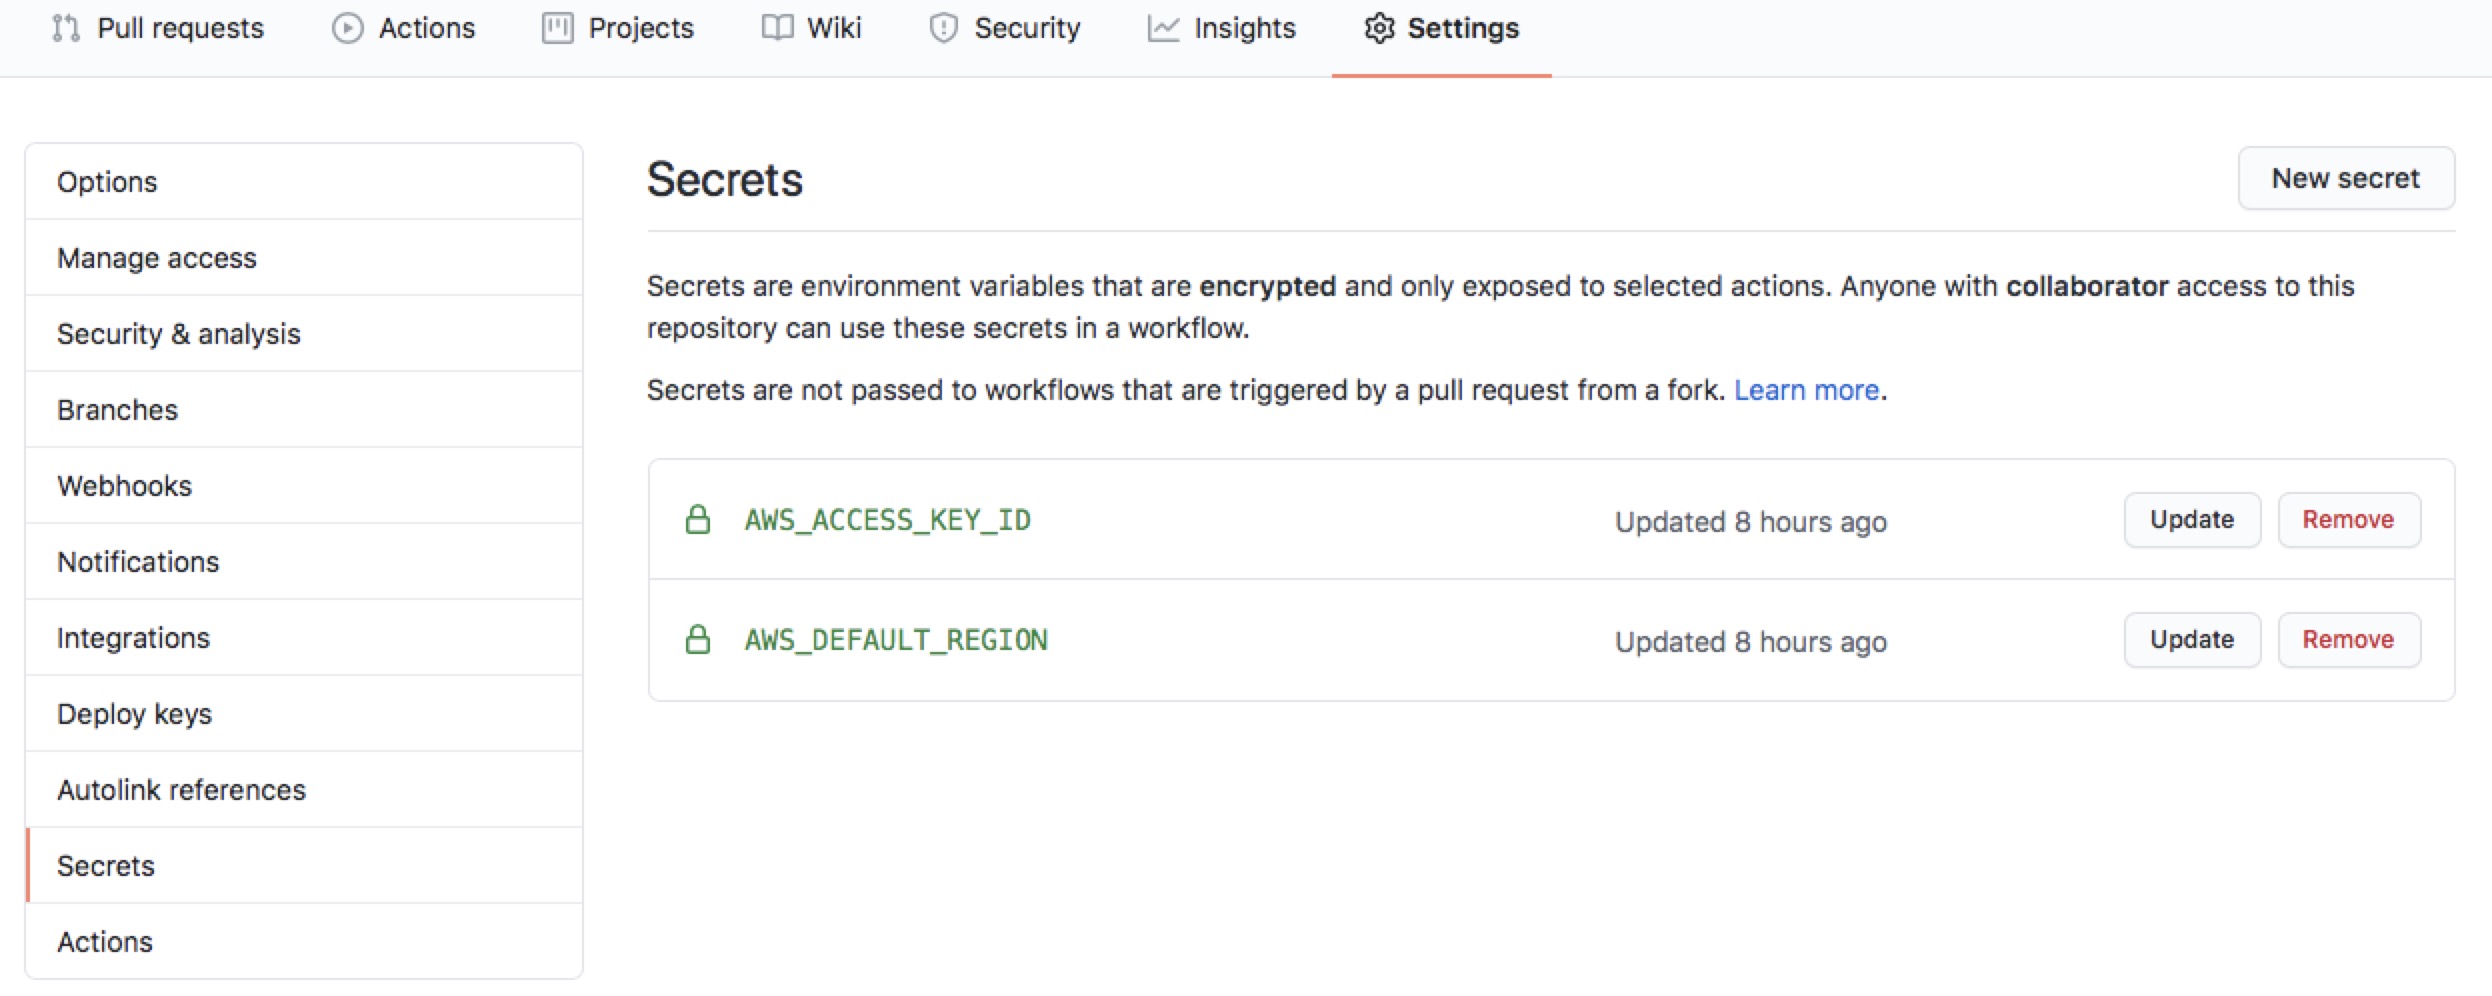 Pull requests Actions Projects Wiki Security Insights Settings
Options
Manage access
Security & analysis
Branches
Webhooks
Notifications
Integrations
Deploy keys
Autolink references
Secrets
Actions
Secrets
New secret
Secrets are environment variables that are encrypted and only exposed to selected actions. Anyone with collaborator access to this
repository can use these secrets in a workflow.
Secrets are not passed to workflows that are triggered by a pull request from a fork. Learn more.
AWS_ACCESS_KEY_ID Updated 8 hours ago Update Remove
AWS_DEFAULT_REGION Updated 8 hours ago Update Remove